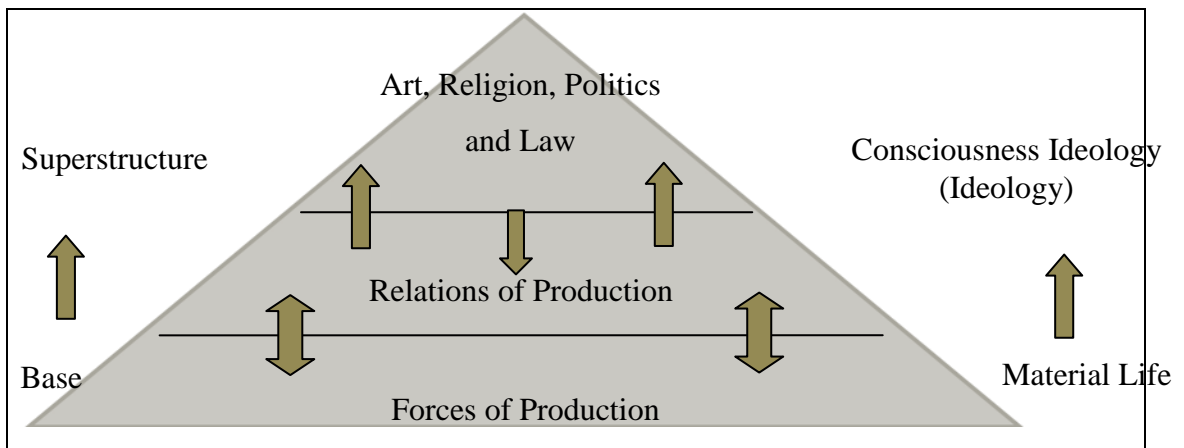 Art, Religion, Politics
and Law
Superstructure
Consciousness Ideology
(Ideology)
Relations of Production
Base
Material Life
Forces of Production